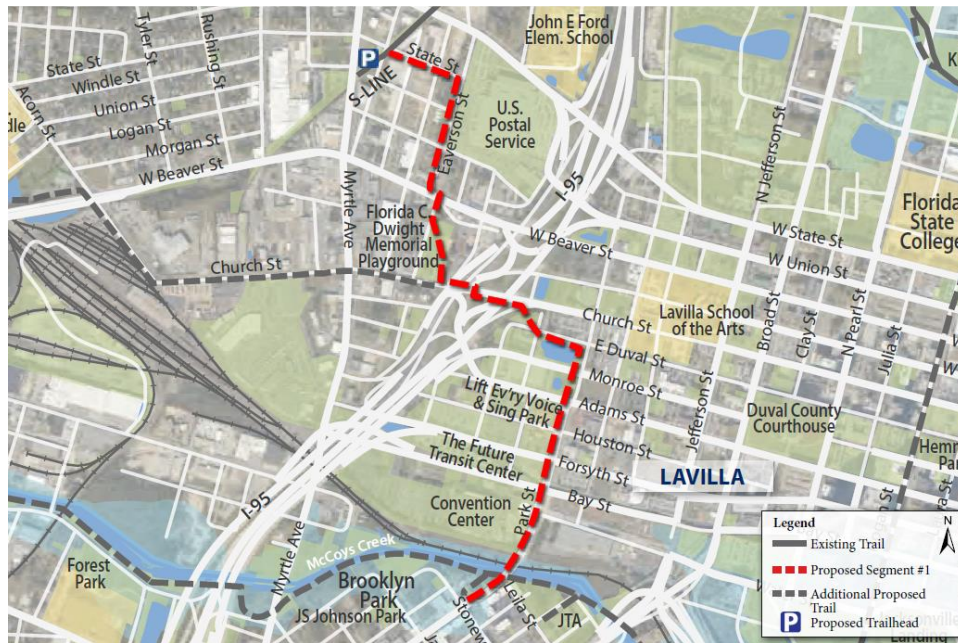 John E Ford
Elem. School
Tyler St
Rushing St
State St
Windle St
Union St
Logan St
Morgan St
W Beaver St
Acorn St
P
S-LINE
State St
Eaverson St
U.S.
Postal
Service
I-95
N Jefferson St
Myrtle Ave
Florida C
Dwight
Memorial
Playground
Church St
W Beaver St
W State St
W Union St
Florida
State
College
Church St
Lavilla School
of the Arts
Broad St
Clay St
N Pearl St
Julia St
E Duval St
Monroe St
Adams St
Houston St
Forsyth St
Bay St
Jefferson St
Lift Ev'ry Voice
& Sing Park
The Future
Transit Center
Convention
Center
Park St
Duval County
Courthouse
LAVILLA
I-95
Myrtle Ave
McCoys Creek
Forest
Park
Brooklyn
Park
JS Johnson Park
Leila St
JTA
Legend
N
Existing Trail
Proposed Segment #1
Additional Proposed
Trail
P
Proposed Trailhead